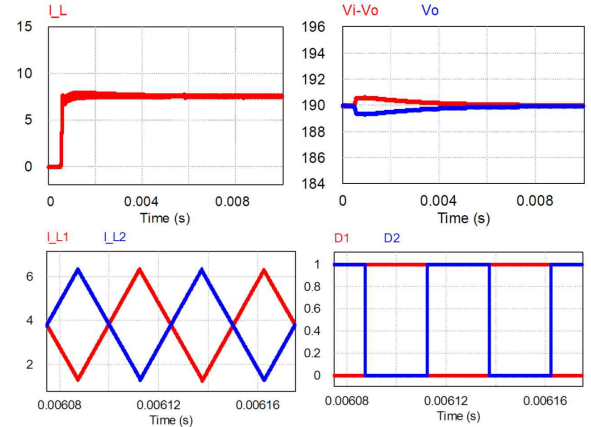 I_L
15
10
5
0
0 0.004 0.008
Time (s)
Vi-Vo Vo
196
194
192
190
188
186
184
0 0.004 0.008
Time (s)
I_L1 I_L2
6
4
2
0.00608 0.00612 0.00616
Time (s)
D1 D2
1
0.8
0.6
0.4
0.2
0
0.00608 0.00612 0.00616
Time (s)